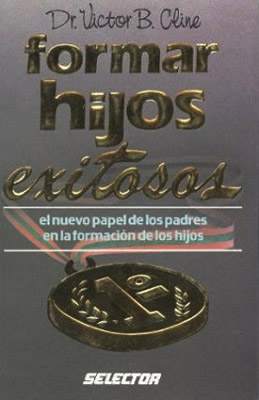 Dr. Victor B. Cline
formar
hijos
exitosos
el nuevo papel de los padres
en la formación de los hijos
1º
SELECTOR